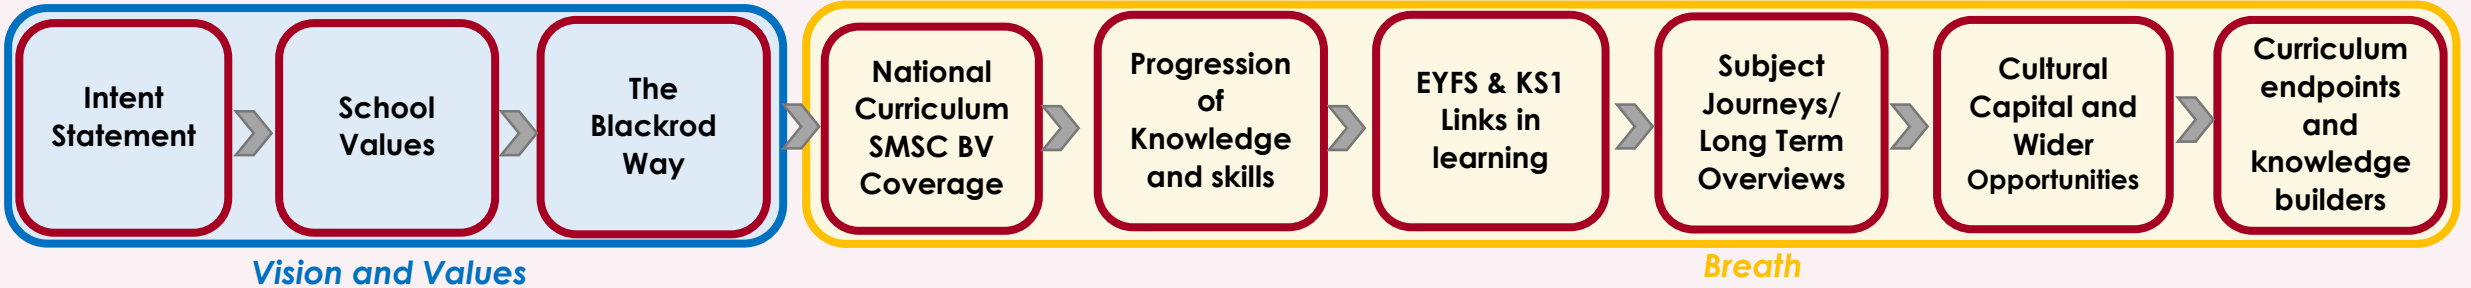 Intent
Statement
School
Values
The
Blackrod
Way
National
Curriculum
SMSC BV
Coverage
Progression
of
Knowledge
and skills
EYFS & KS1
Links in
learning
Subject
Journeys/
Long Term
Overviews
Cultural
Capital and
Wider
Opportunities
Curriculum
endpoints
and
knowledge
builders
Vision and Values
Breath